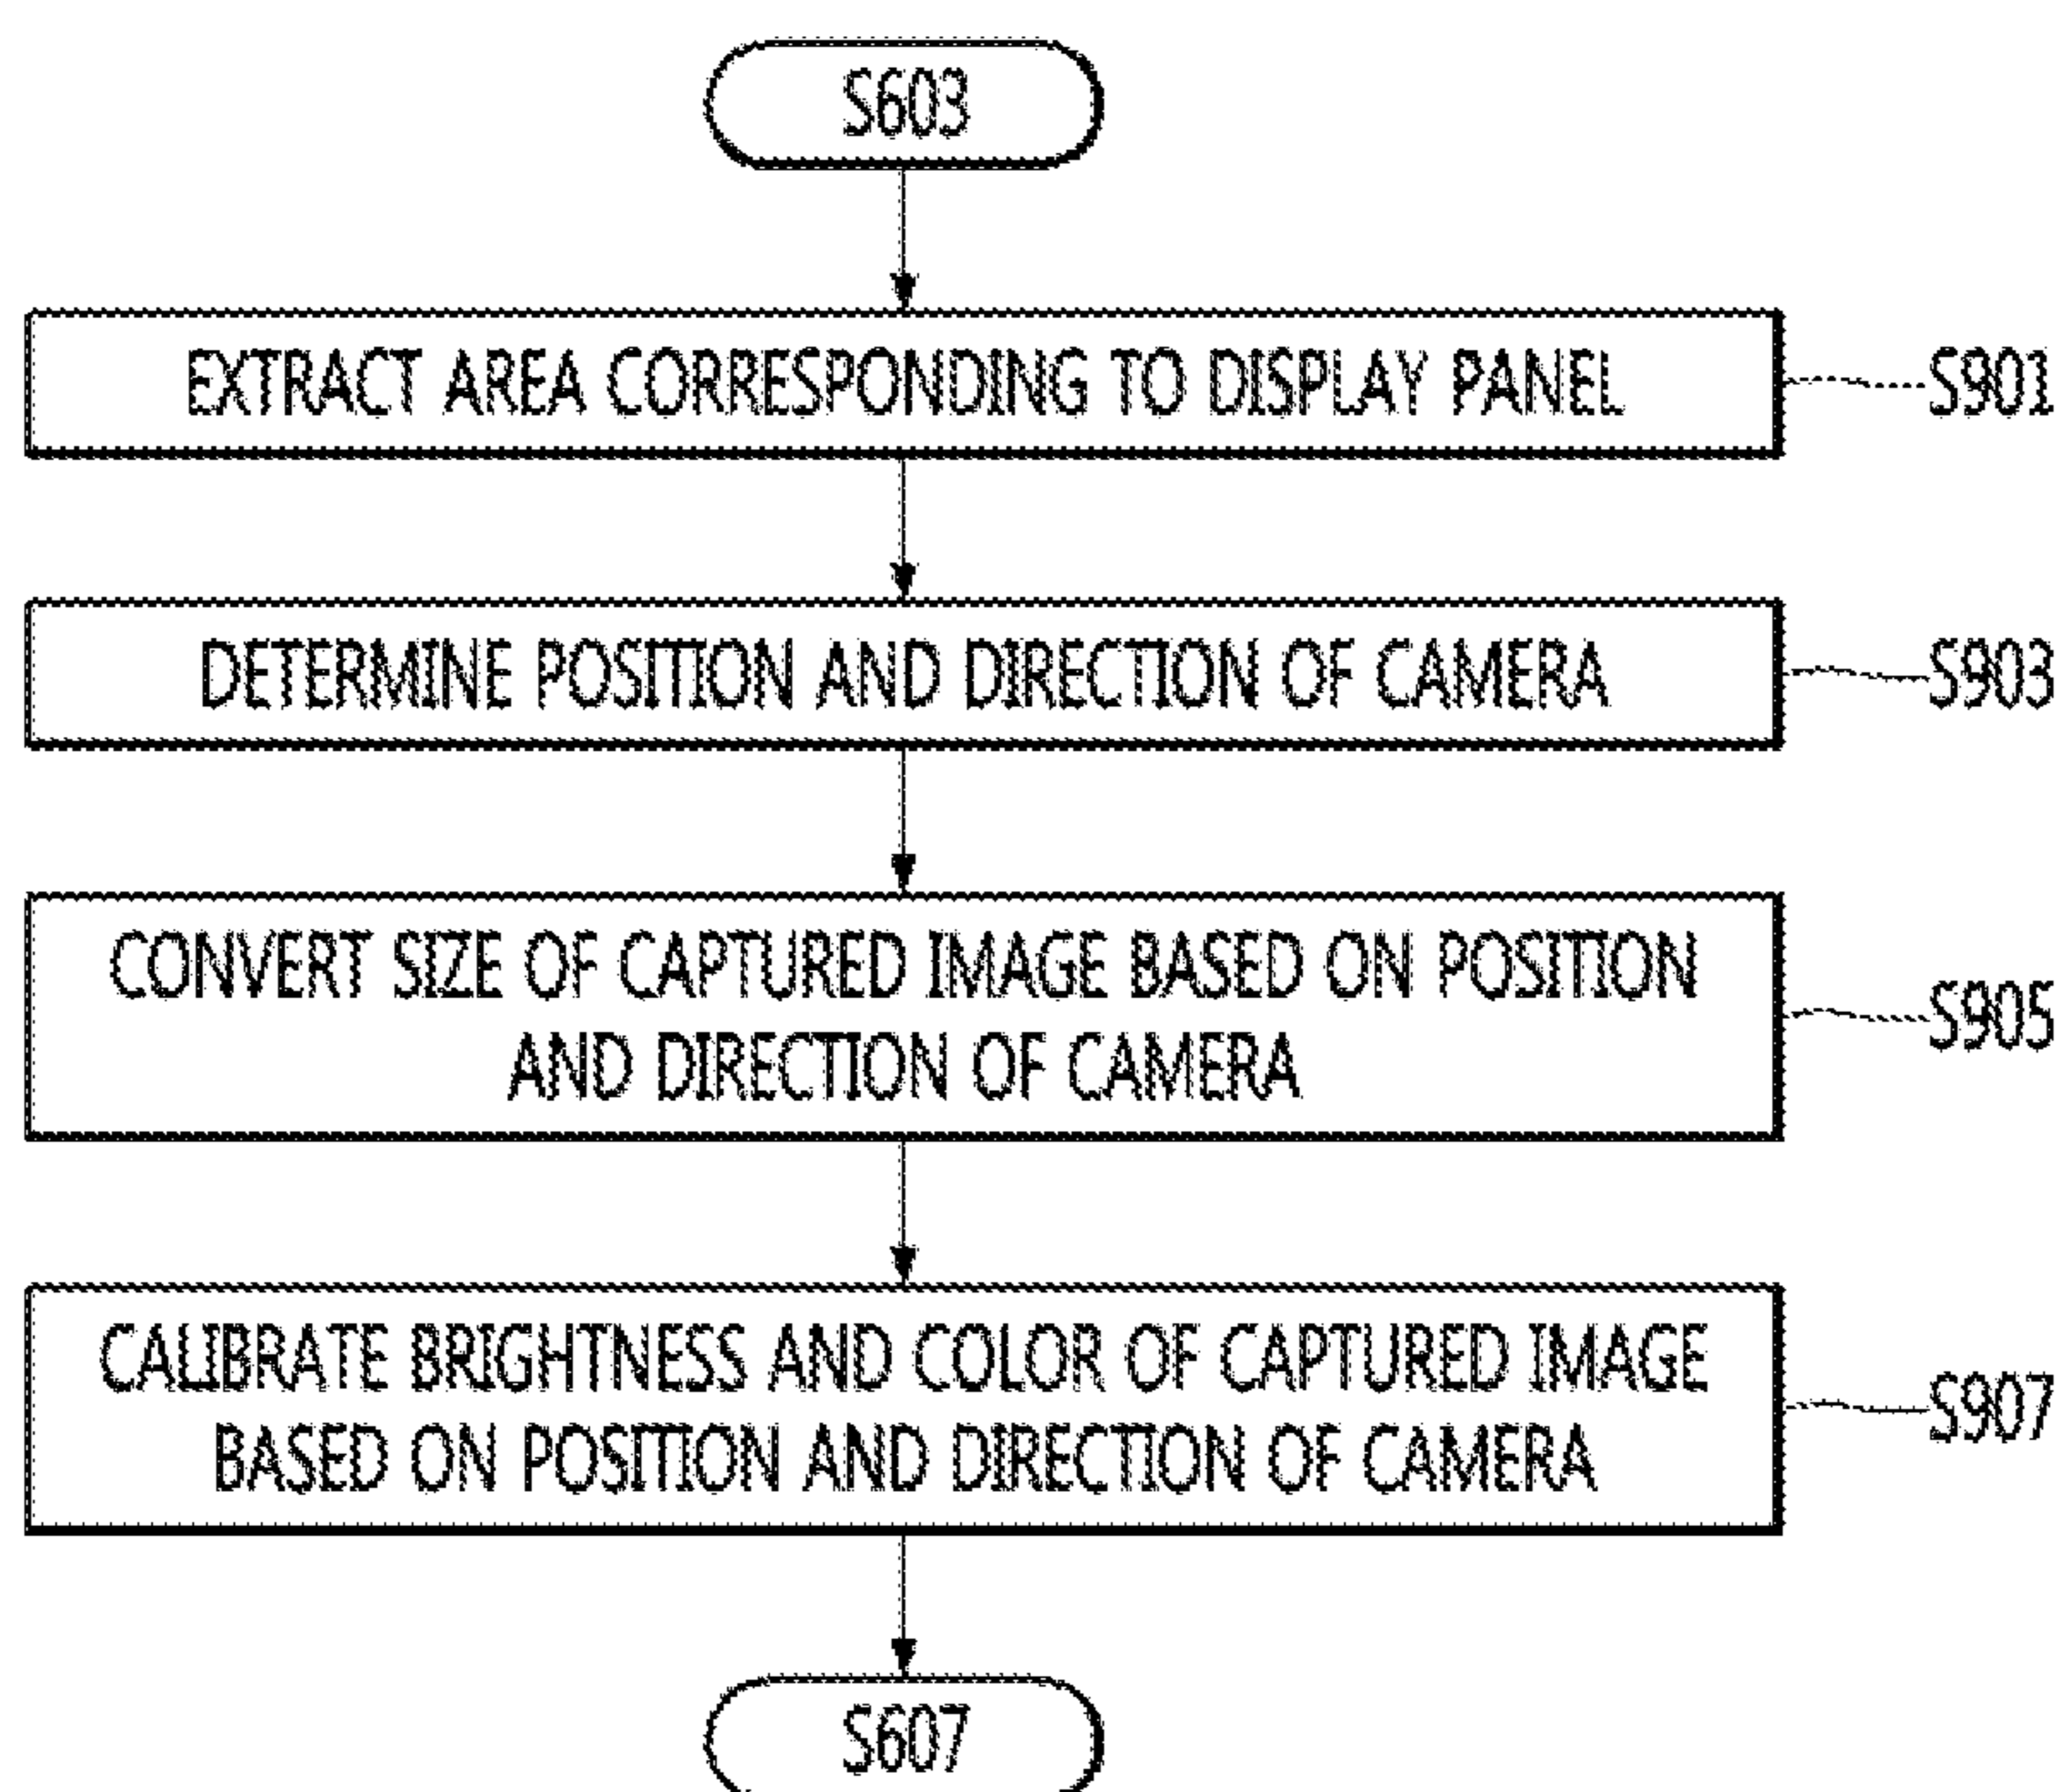 S603
EXTRACT AREA CORRESPONDING TO DISPLAY PANEL
S901
DETERMINE POSITION AND DIRECTION OF CAMERA
S903
CONVERT SIZE OF CAPTURED IMAGE BASED ON POSITION
AND DIRECTION OF CAMERA
S905
CALIBRATE BRIGHTNESS AND COLOR OF CAPTURED IMAGE
BASED ON POSITION AND DIRECTION OF CAMERA
S907
S607